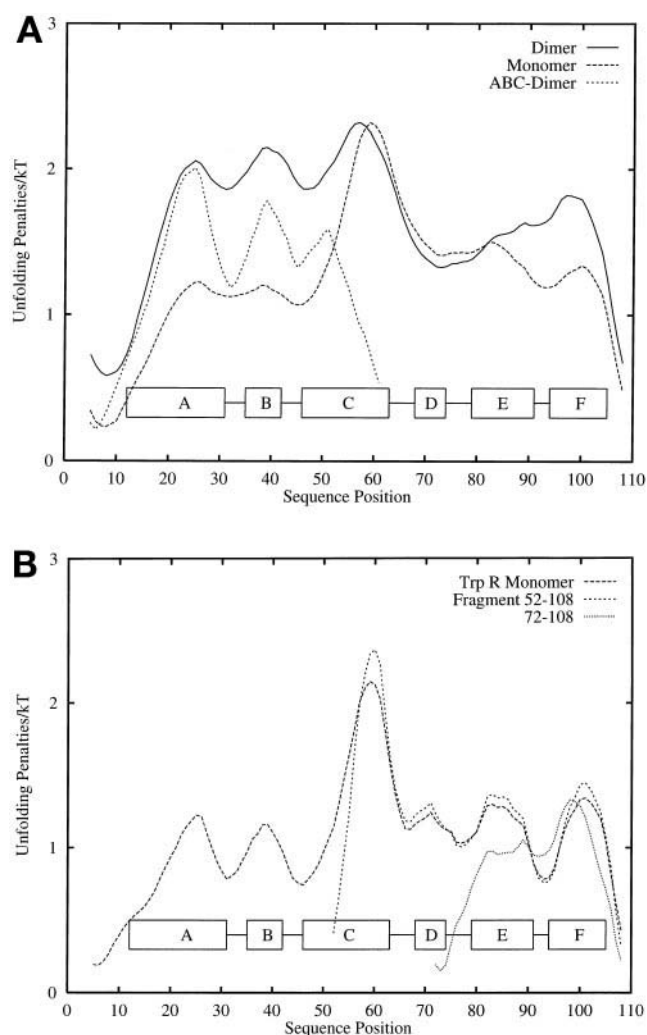 A
3
Dimer
Monomer
ABC-Dimer
2
Unfolding Penalties/kT
1
A B C D E F
0
0 10 20 30 40 50 60 70 80 90 100 110
Sequence Position
B
3
Trp R Monomer
Fragment 52-108
72-108
2
Unfolding Penalties/kT
1
A B C D E F
0
0 10 20 30 40 50 60 70 80 90 100 110
Sequence Position